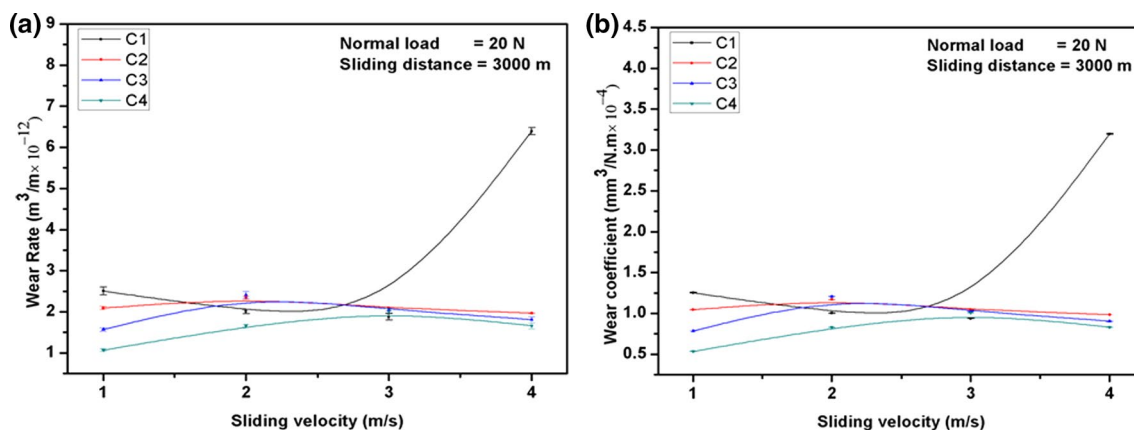 (a)
C1
C2
C3
C4
Normal load = 20 N
Sliding distance = 3000 m
Wear Rate (m³/m× 10⁻¹²)
9
8
7
6
5
4
3
2
1
1 2 3 4
Sliding velocity (m/s)
(b)
C1
C2
C3
C4
Normal load = 20 N
Sliding distance = 3000 m
Wear coefficient (mm³/N.m× 10⁻⁴)
4.5
4.0
3.5
3.0
2.5
2.0
1.5
1.0
0.5
1 2 3 4
Sliding velocity (m/s)